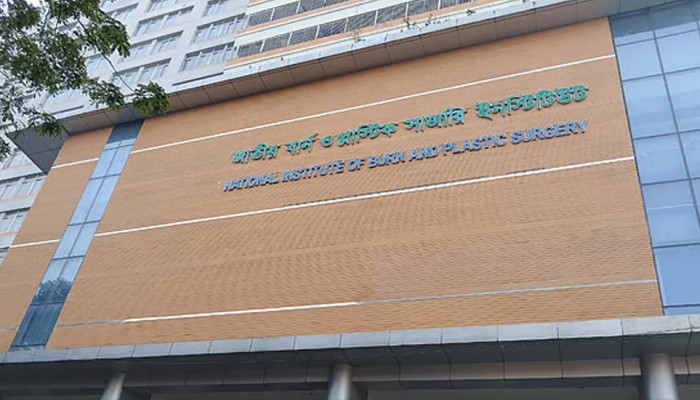 জাতীয় বার্ন ও প্লাস্টিক সার্জারি ইনস্টিটিউট
NATIONAL INSTITUTE OF BURN AND PLASTIC SURGERY